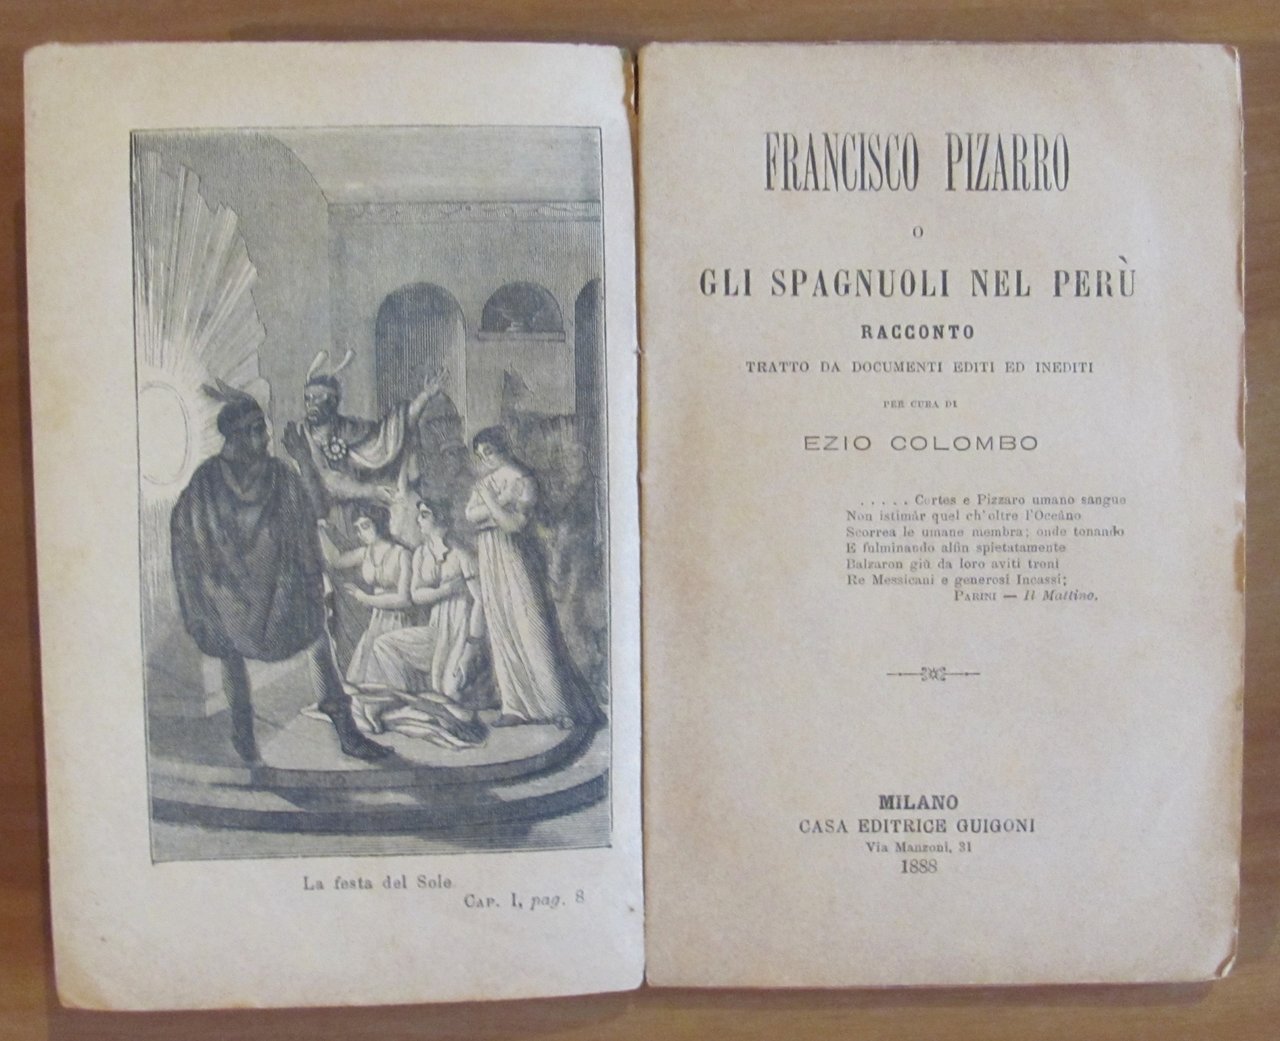 La festa del Sole
CAP. I, pag. 8
FRANCISCO PIZARRO
O
GLI SPAGNUOLI NEL PERÙ
RACCONTO
TRATTO DA DOCUMENTI EDITI ED INEDITI
PER CURA DI
EZIO COLOMBO
. . . . . Cortes e Pizzaro umano sangue
Non istimár quel ch'oltre l'Oceáno
Scorrea le umane membra; onde tonando
E fulminando alfin spietatamente
Balzaron giù da loro aviti troni
Re Messicani e generosi Incassi;
PARINI — Il Mattino.
MILANO
CASA EDITRICE GUIGONI
Via Manzoni, 31
1888